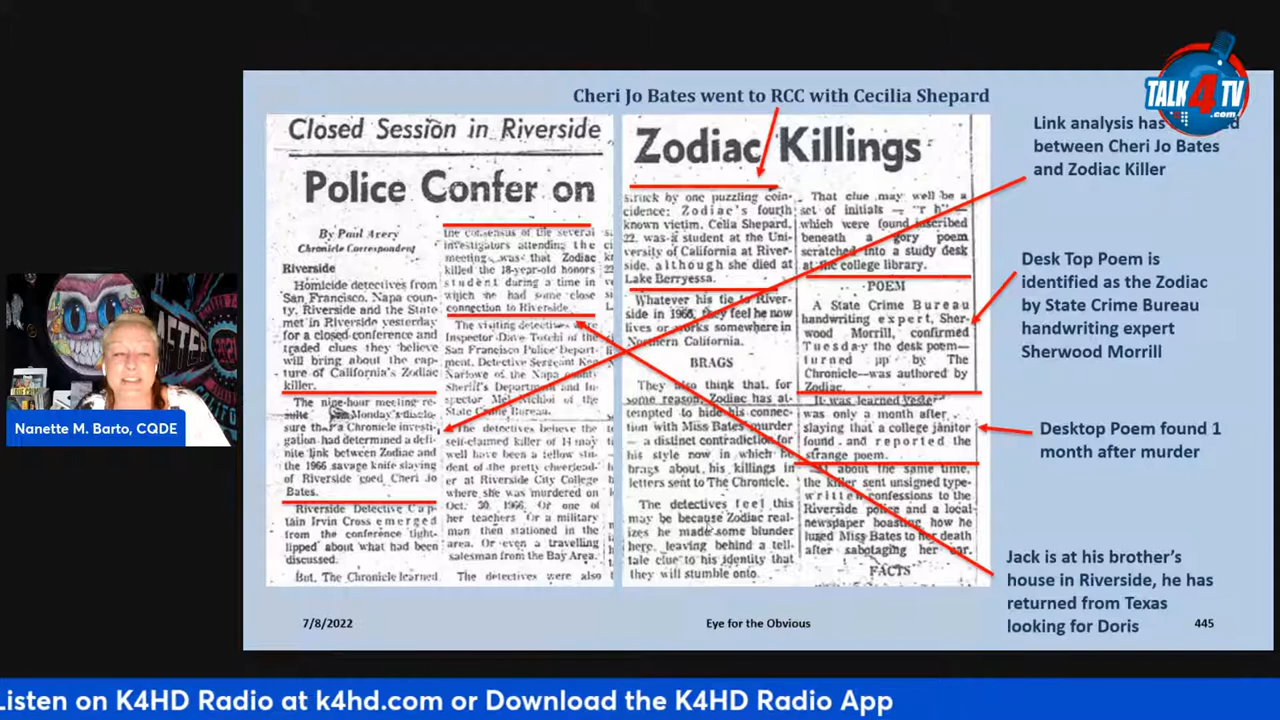 Cheri Jo Bates went to RCC with Cecilia Shepard
TALK 4 TV
.com
Closed Session in Riverside
Police Confer on
By Paul Avery
Chronicle Correspondent
Riverside
Homicide detectives from
San Francisco, Napa coun-
ty, Riverside and the State
met in Riverside yesterday
for a closed conference and
traded clues they believe
will bring about the cap-
ture of California's Zodiac
killer.
The nine-hour meeting re-
Monday's disclo-
sure that a Chronicle investi-
gation had determined a defi-
nite link between Zodiac and
the 1966 savage knife slaying
of Riverside coed Cheri Jo
Bates.
Riverside Detective Cap-
tain Irvin Cross emerged
from the conference tight-
lipped about what had been
discussed.
But, The Chronicle learned
the consensus of the several
investigators attending the
meeting was that Zodiac
killed the 18-year-old honors
student during a time in
which he had some close
connection to Riverside.
The visiting detectives were
Inspector Dave Toschi of the
San Francisco Police Depart-
ment, Detective Sergeant Ken
Narlowe of the Napa county
Sheriff's Department and In-
spector Mel Nicholai of the
State Crime Bureau.
The detectives believe the
self-claimed killer of 14 may
well have been a fellow stu-
dent of the pretty cheerlead-
er at Riverside City College
where she was murdered on
Oct. 30, 1966. Or one of
her teachers. Or a military
man then stationed in the
area. Or even a travelling
salesman from the Bay Area.
The detectives were also
Zodiac Killings
struck by one puzzling coin-
cidence: Zodiac's fourth
known victim, Celia Shepard,
22, was a student at the Uni-
versity of California at River-
side, although she died at
Lake Berryessa.
Whatever his tie to River-
side in 1966, they feel he now
lives or works somewhere in
Northern California.
BRAGS
They also think that, for
some reason, Zodiac has at-
tempted to hide his connec-
tion with Miss Bates' murder
— a distinct contradiction for
his style now in which he
brags about his killings in
letters sent to The Chronicle.
The detectives feel this
may be because Zodiac real-
izes he made some blunder
here, leaving behind a tell-
tale clue to his identity that
they will stumble onto.
That clue may well be a
set of initials — "r h" —
which were found inscribed
beneath a gory poem
scratched into a study desk
at the college library.
POEM
A State Crime Bureau
handwriting expert, Sher-
wood Morrill, confirmed
Tuesday the desk poem—
turned up by The
Chronicle—was authored by
Zodiac.
It was learned yester
was only a month after
slaying that a college janitor
found and reported the
strange poem.
At about the same time,
the killer sent unsigned type-
written confessions to the
Riverside police and a local
newspaper boasting how he
lured Miss Bates to her death
after sabotaging her car.
FACTS
Link analysis has
between Cheri Jo Bates
and Zodiac Killer
Desk Top Poem is
identified as the Zodiac
by State Crime Bureau
handwriting expert
Sherwood Morrill
Desktop Poem found 1
month after murder
Jack is at his brother's
house in Riverside, he has
returned from Texas
looking for Doris
7/8/2022
Eye for the Obvious
445
AFTER
Nanette M. Barto, CQDE
Listen on K4HD Radio at k4hd.com or Download the K4HD Radio App